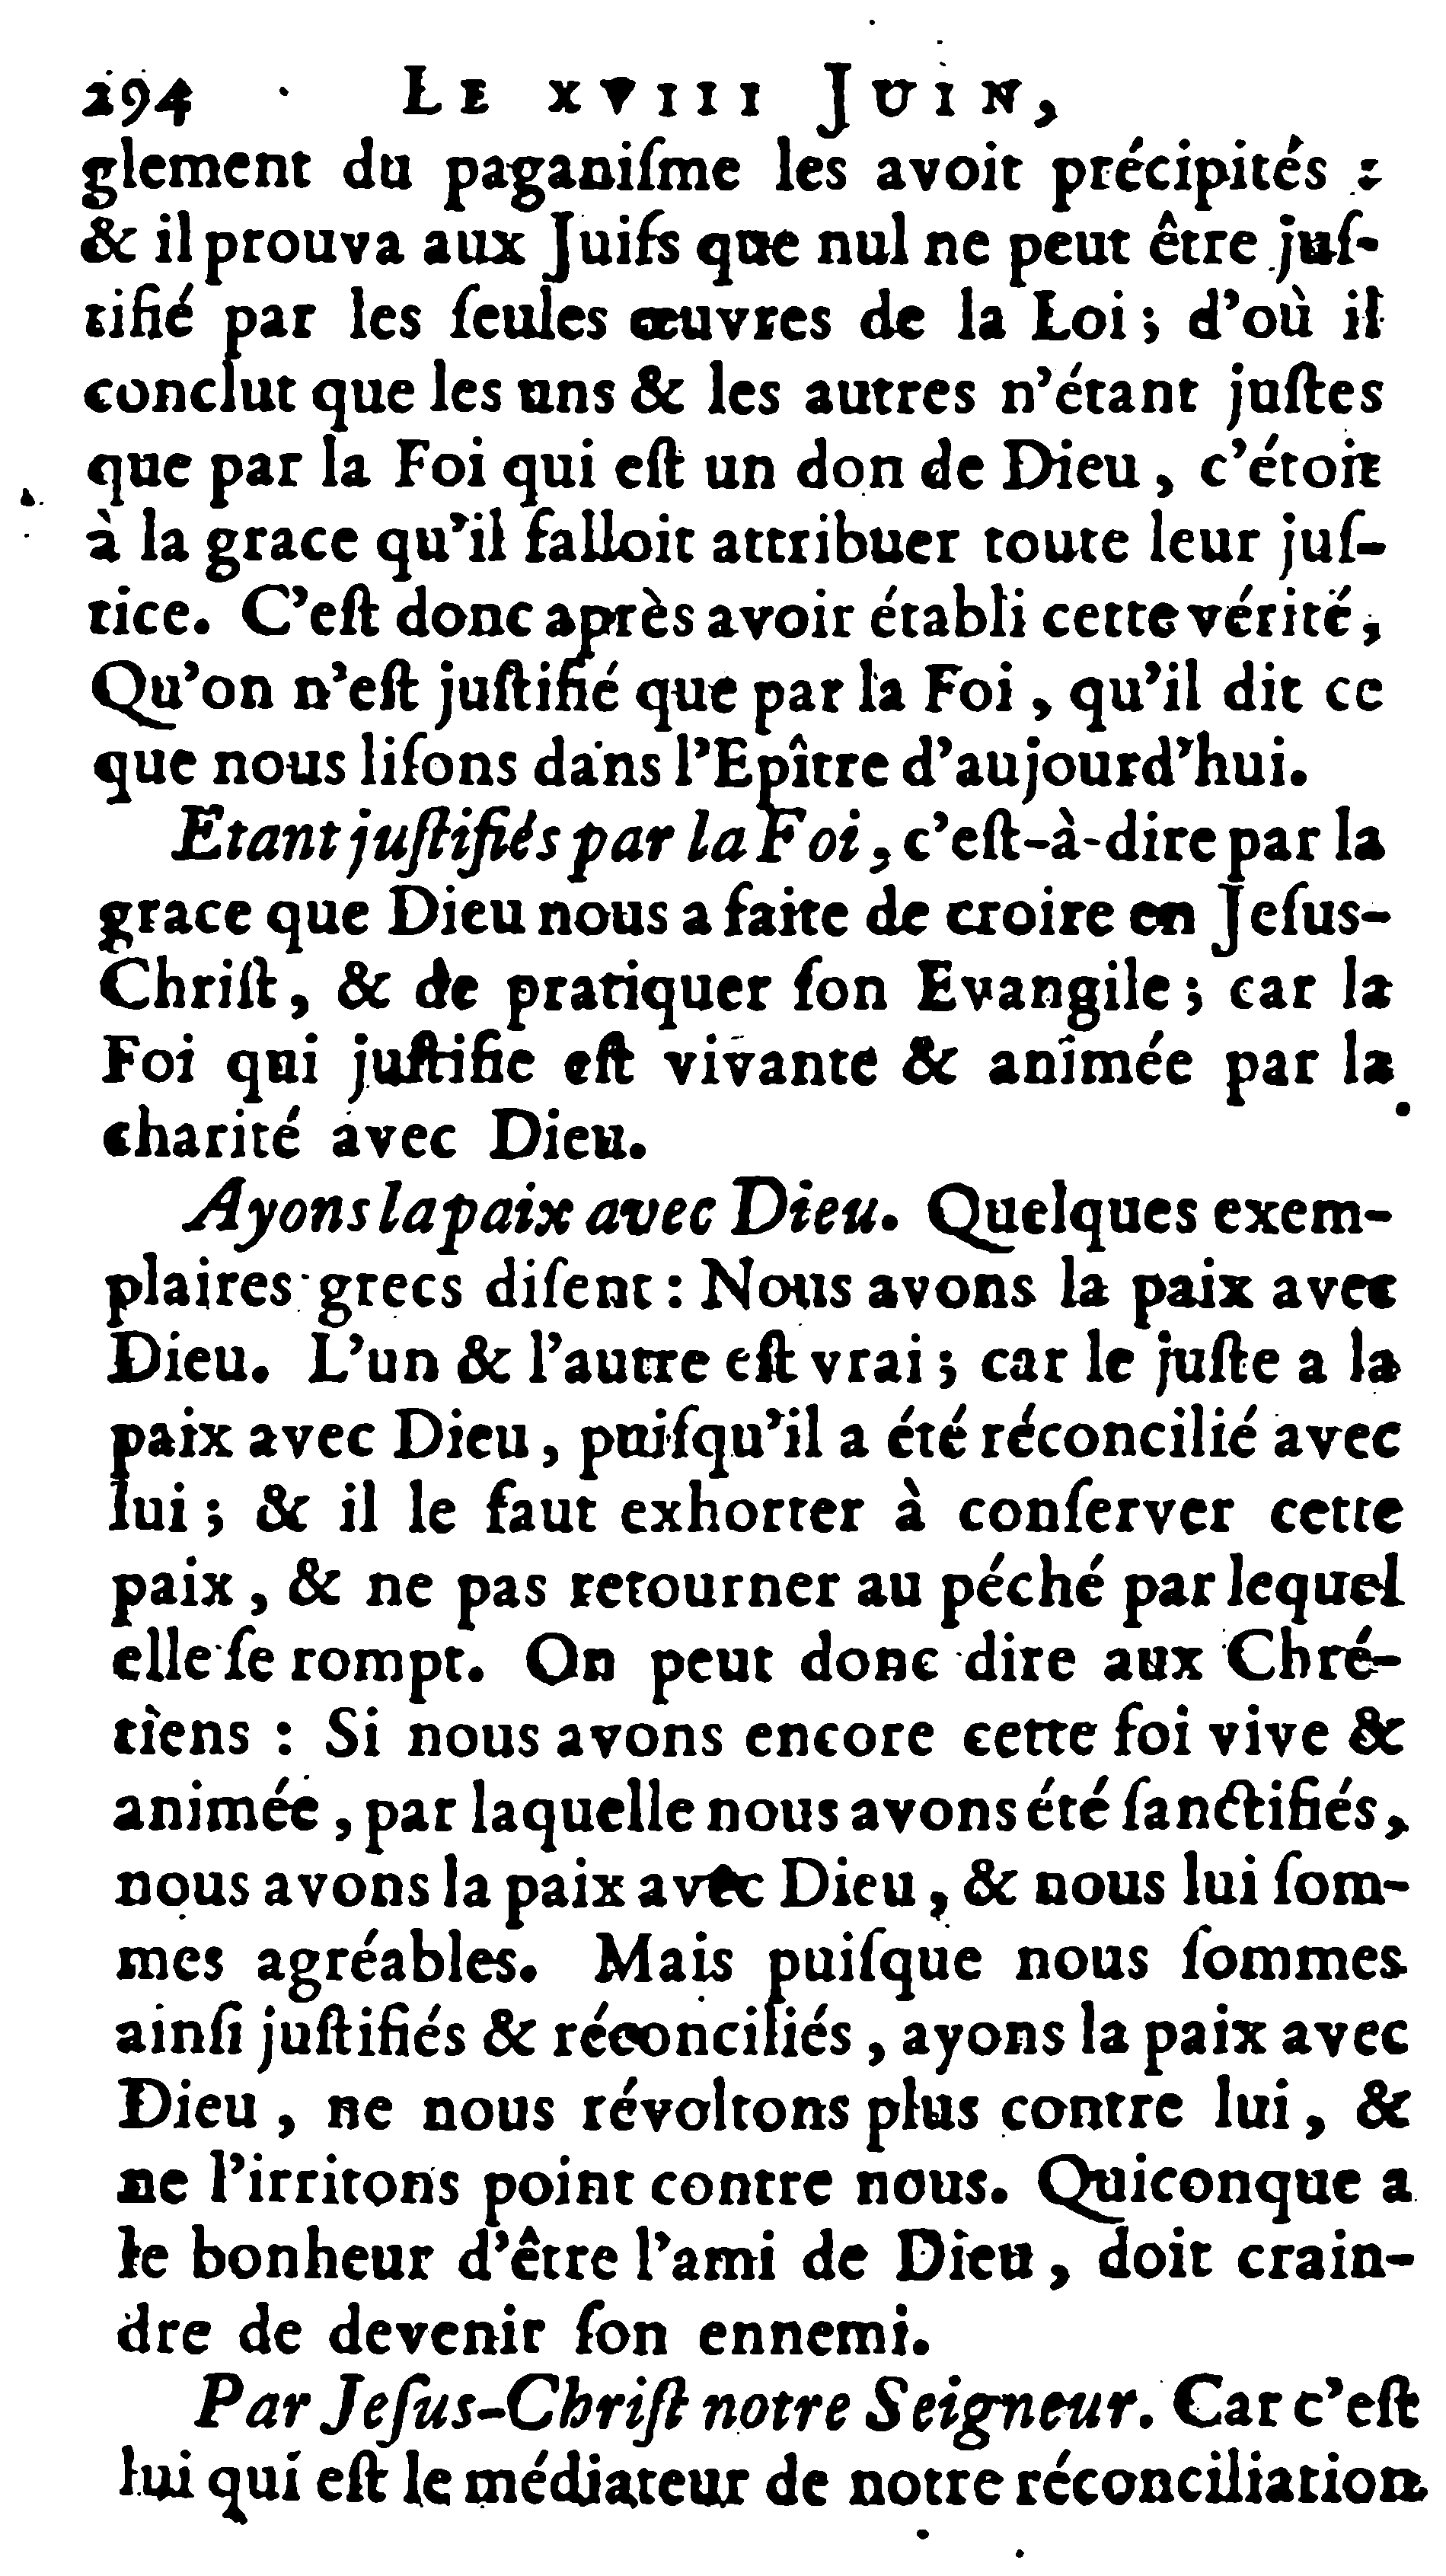 294 LE XVIII JUIN,
glement du paganiſme les avoit précipités :
& il prouva aux Juifs que nul ne peut être juſ-
tifié par les ſeules œuvres de la Loi ; d'où il
conclut que les uns & les autres n'étant juſtes
que par la Foi qui eſt un don de Dieu , c'étoit
à la grace qu'il falloit attribuer toute leur juſ-
tice. C'eſt donc après avoir établi cette vérité ,
Qu'on n'eſt juſtifié que par la Foi , qu'il dit ce
que nous liſons dans l'Epître d'aujourd'hui.
Etant juſtifiés par la Foi , c'eſt-à-dire par la
grace que Dieu nous a faite de croire en Jeſus-
Chriſt , & de pratiquer ſon Evangile ; car la
Foi qui juſtifie eſt vivante & animée par la
charité avec Dieu.
Ayons la paix avec Dieu. Quelques exem-
plaires grecs diſent : Nous avons la paix avec
Dieu. L'un & l'autre eſt vrai ; car le juſte a la
paix avec Dieu , puiſqu'il a été réconcilié avec
lui ; & il le faut exhorter à conſerver cette
paix , & ne pas retourner au péché par lequel
elle ſe rompt. On peut donc dire aux Chré-
tiens : Si nous avons encore cette foi vive &
animée , par laquelle nous avons été ſanctifiés ,
nous avons la paix avec Dieu , & nous lui ſom-
mes agréables. Mais puiſque nous ſommes
ainſi juſtifiés & réconciliés , ayons la paix avec
Dieu , ne nous révoltons plus contre lui , &
ne l'irritons point contre nous. Quiconque a
le bonheur d'être l'ami de Dieu , doit crain-
dre de devenir ſon ennemi.
Par Jeſus-Chriſt notre Seigneur. Car c'eſt
lui qui eſt le médiateur de notre réconciliation